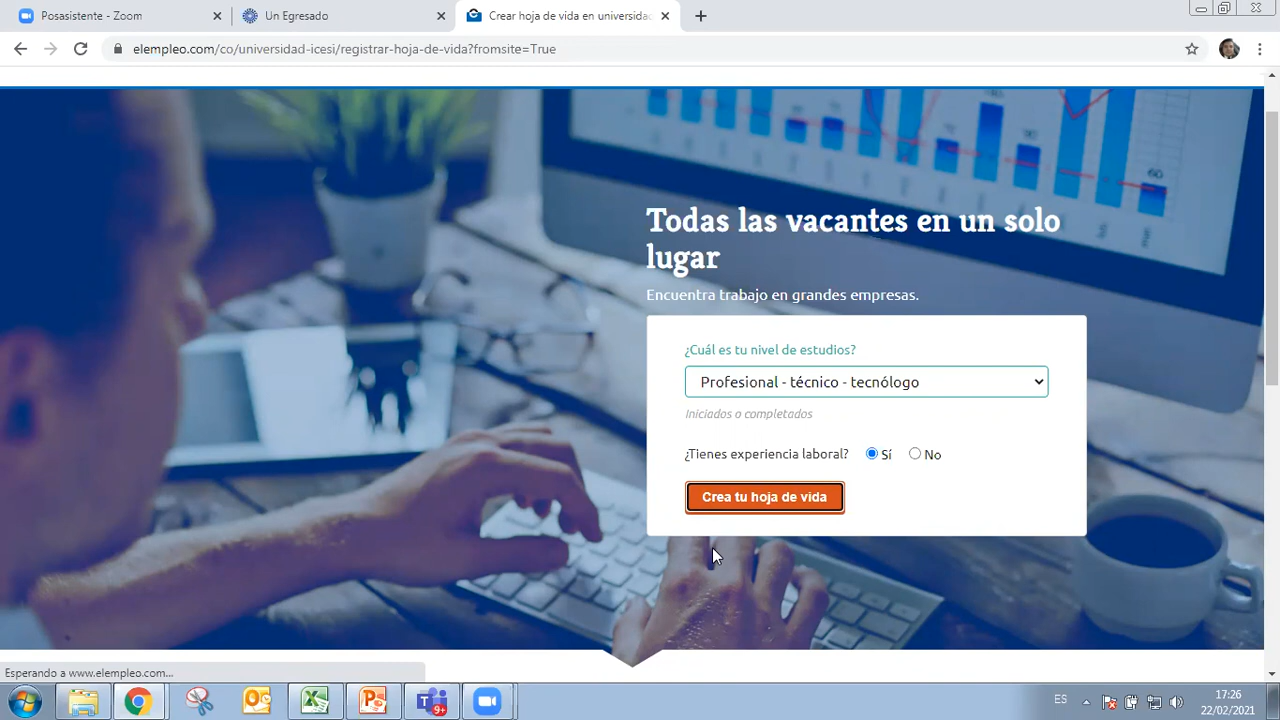 Posasistente - Zoom
Un Egresado
Crear hoja de vida en universidad
elempleo.com/co/universidad-icesi/registrar-hoja-de-vida?fromsite=True
60
Todas las vacantes en un solo
lugar
Encuentra trabajo en grandes empresas.
¿Cuál es tu nivel de estudios?
Profesional - técnico - tecnólogo
Iniciados o completados
¿Tienes experiencia laboral? Sí No
Crea tu hoja de vida
Esperando a www.elempleo.com...
9+
ES
17:26
22/02/2021